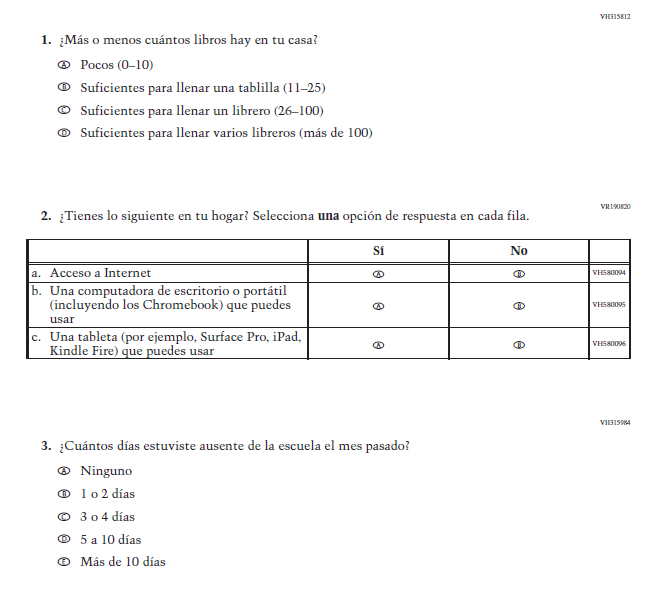 VH315812
1. ¿Más o menos cuántos libros hay en tu casa?
A Pocos (0–10)
B Suficientes para llenar una tablilla (11–25)
C Suficientes para llenar un librero (26–100)
D Suficientes para llenar varios libreros (más de 100)
VR190820
2. ¿Tienes lo siguiente en tu hogar? Selecciona una opción de respuesta en cada fila.
Sí No
a. Acceso a Internet A B VH580094
b. Una computadora de escritorio o portátil
(incluyendo los Chromebook) que puedes
usar
A B VH580095
c. Una tableta (por ejemplo, Surface Pro, iPad,
Kindle Fire) que puedes usar
A B VH580096
VH315984
3. ¿Cuántos días estuviste ausente de la escuela el mes pasado?
A Ninguno
B 1 o 2 días
C 3 o 4 días
D 5 a 10 días
E Más de 10 días